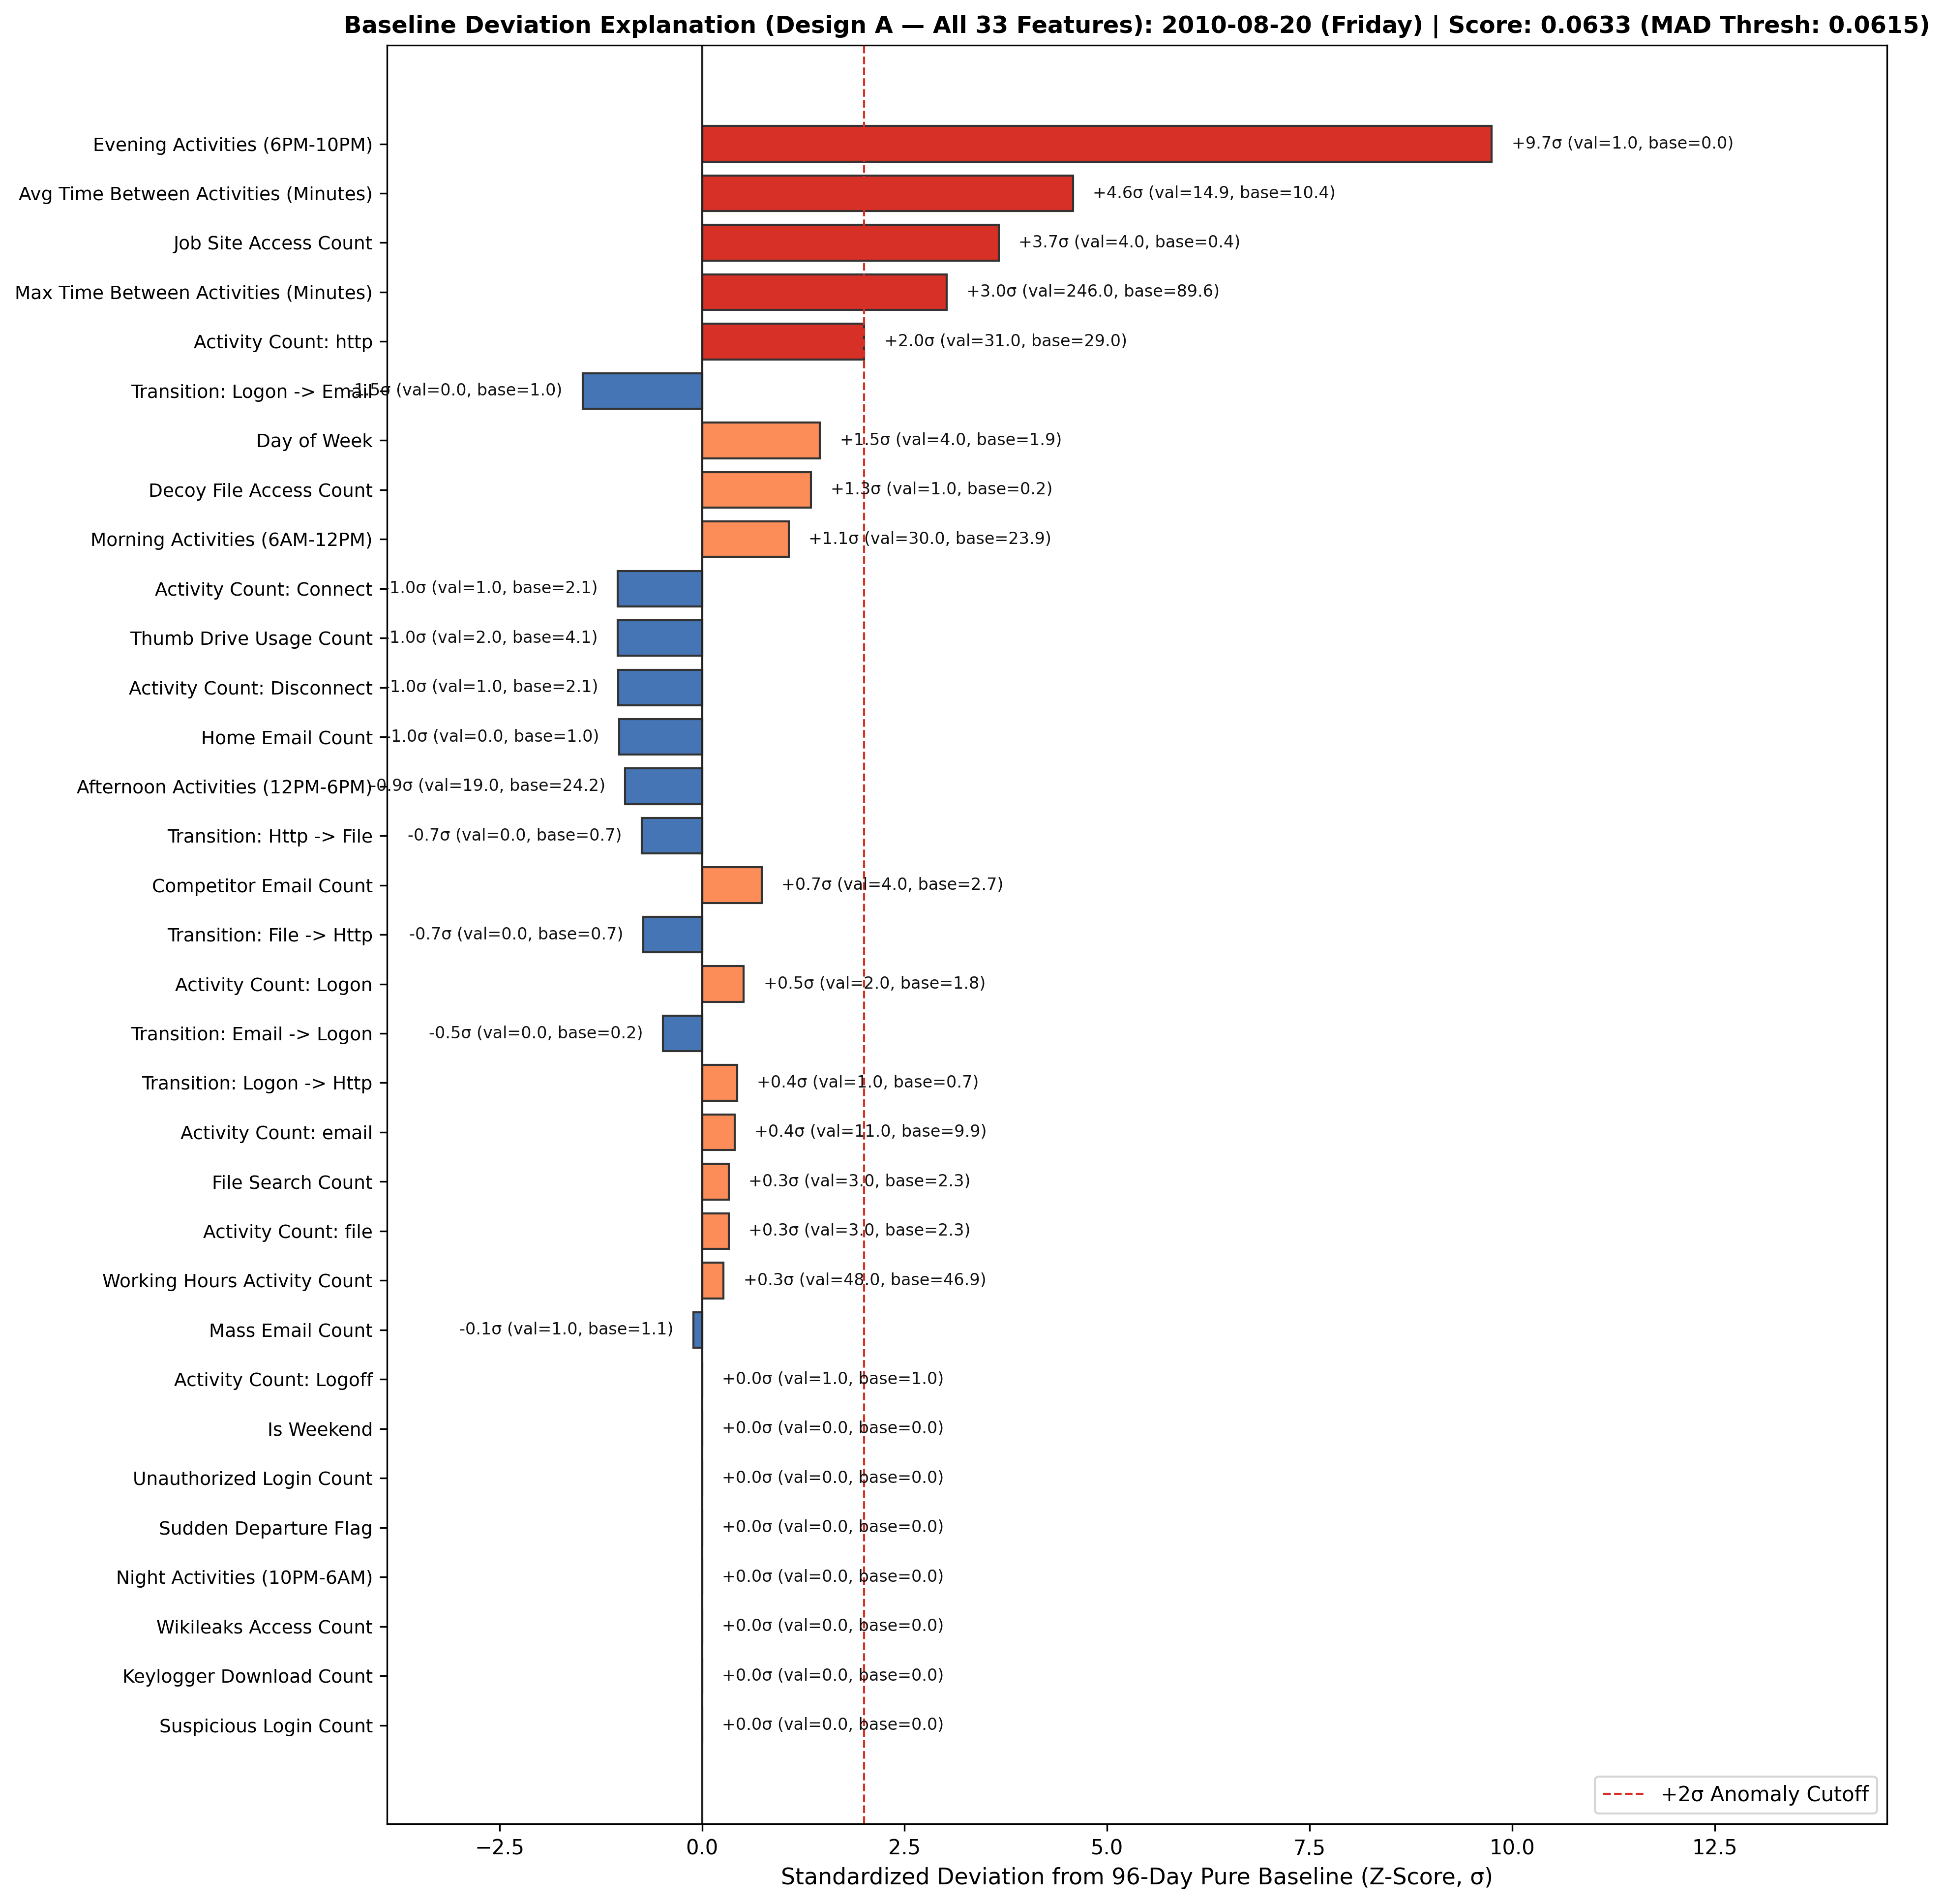 Baseline Deviation Explanation (Design A — All 33 Features): 2010-08-20 (Friday) | Score: 0.0633 (MAD Thresh: 0.0615)
Evening Activities (6PM-10PM) +9.7σ (val=1.0, base=0.0)
Avg Time Between Activities (Minutes) +4.6σ (val=14.9, base=10.4)
Job Site Access Count +3.7σ (val=4.0, base=0.4)
Max Time Between Activities (Minutes) +3.0σ (val=246.0, base=89.6)
Activity Count: http +2.0σ (val=31.0, base=29.0)
Transition: Logon -> Email -1.5σ (val=0.0, base=1.0)
Day of Week +1.5σ (val=4.0, base=1.9)
Decoy File Access Count +1.3σ (val=1.0, base=0.2)
Morning Activities (6AM-12PM) +1.1σ (val=30.0, base=23.9)
Activity Count: Connect -1.0σ (val=1.0, base=2.1)
Thumb Drive Usage Count -1.0σ (val=2.0, base=4.1)
Activity Count: Disconnect -1.0σ (val=1.0, base=2.1)
Home Email Count -1.0σ (val=0.0, base=1.0)
Afternoon Activities (12PM-6PM) -0.9σ (val=19.0, base=24.2)
Transition: Http -> File -0.7σ (val=0.0, base=0.7)
Competitor Email Count +0.7σ (val=4.0, base=2.7)
Transition: File -> Http -0.7σ (val=0.0, base=0.7)
Activity Count: Logon +0.5σ (val=2.0, base=1.8)
Transition: Email -> Logon -0.5σ (val=0.0, base=0.2)
Transition: Logon -> Http +0.4σ (val=1.0, base=0.7)
Activity Count: email +0.4σ (val=11.0, base=9.9)
File Search Count +0.3σ (val=3.0, base=2.3)
Activity Count: file +0.3σ (val=3.0, base=2.3)
Working Hours Activity Count +0.3σ (val=48.0, base=46.9)
Mass Email Count -0.1σ (val=1.0, base=1.1)
Activity Count: Logoff +0.0σ (val=1.0, base=1.0)
Is Weekend +0.0σ (val=0.0, base=0.0)
Unauthorized Login Count +0.0σ (val=0.0, base=0.0)
Sudden Departure Flag +0.0σ (val=0.0, base=0.0)
Night Activities (10PM-6AM) +0.0σ (val=0.0, base=0.0)
Wikileaks Access Count +0.0σ (val=0.0, base=0.0)
Keylogger Download Count +0.0σ (val=0.0, base=0.0)
Suspicious Login Count +0.0σ (val=0.0, base=0.0)
+2σ Anomaly Cutoff
−2.5 0.0 2.5 5.0 7.5 10.0 12.5
Standardized Deviation from 96-Day Pure Baseline (Z-Score, σ)